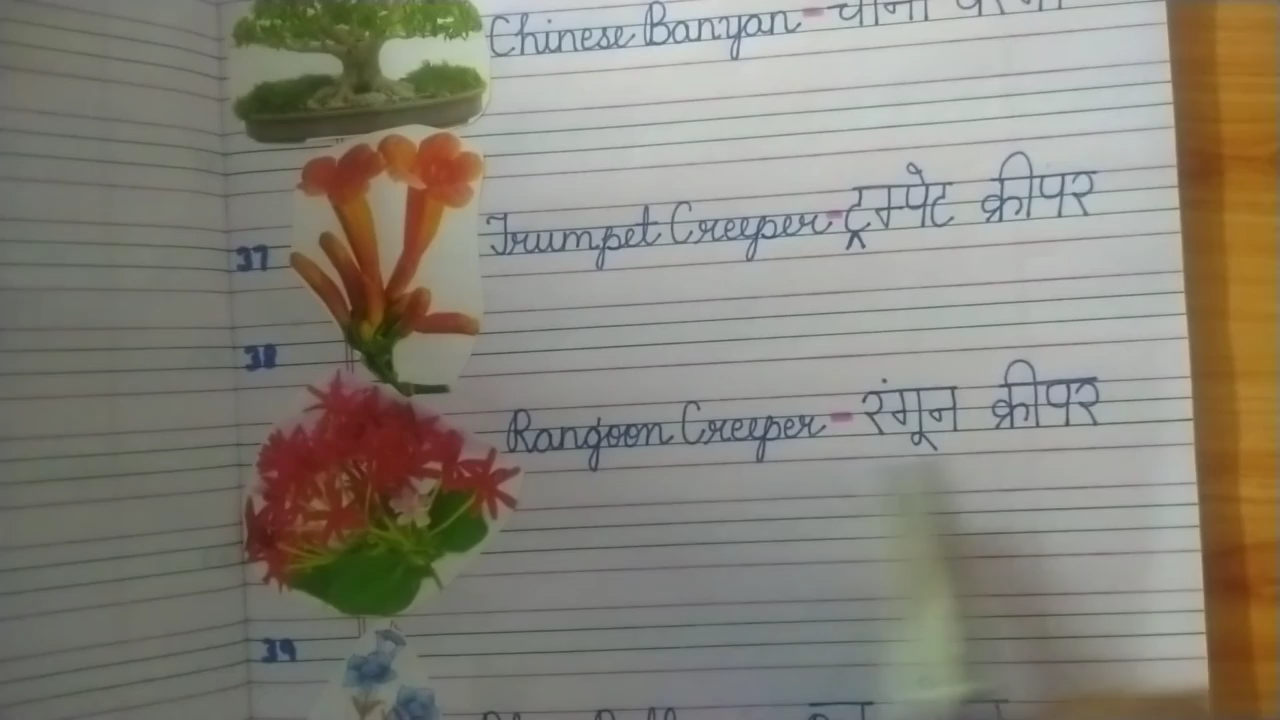 Chinese Banyan -
37
Trumpet Creeper - ट्रम्पेट क्रीपर
38
Rangoon Creeper - रंगून क्रीपर
39